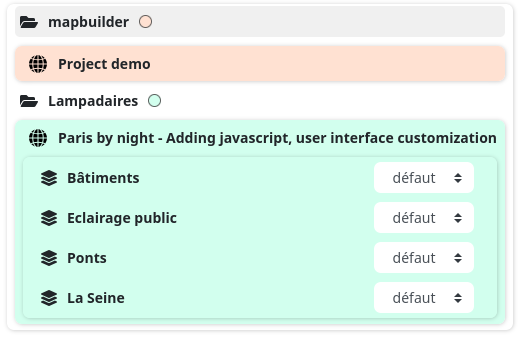 mapbuilder
Project demo
Lampadaires
Paris by night - Adding javascript, user interface customization
Bâtiments défaut
Eclairage public défaut
Ponts défaut
La Seine défaut